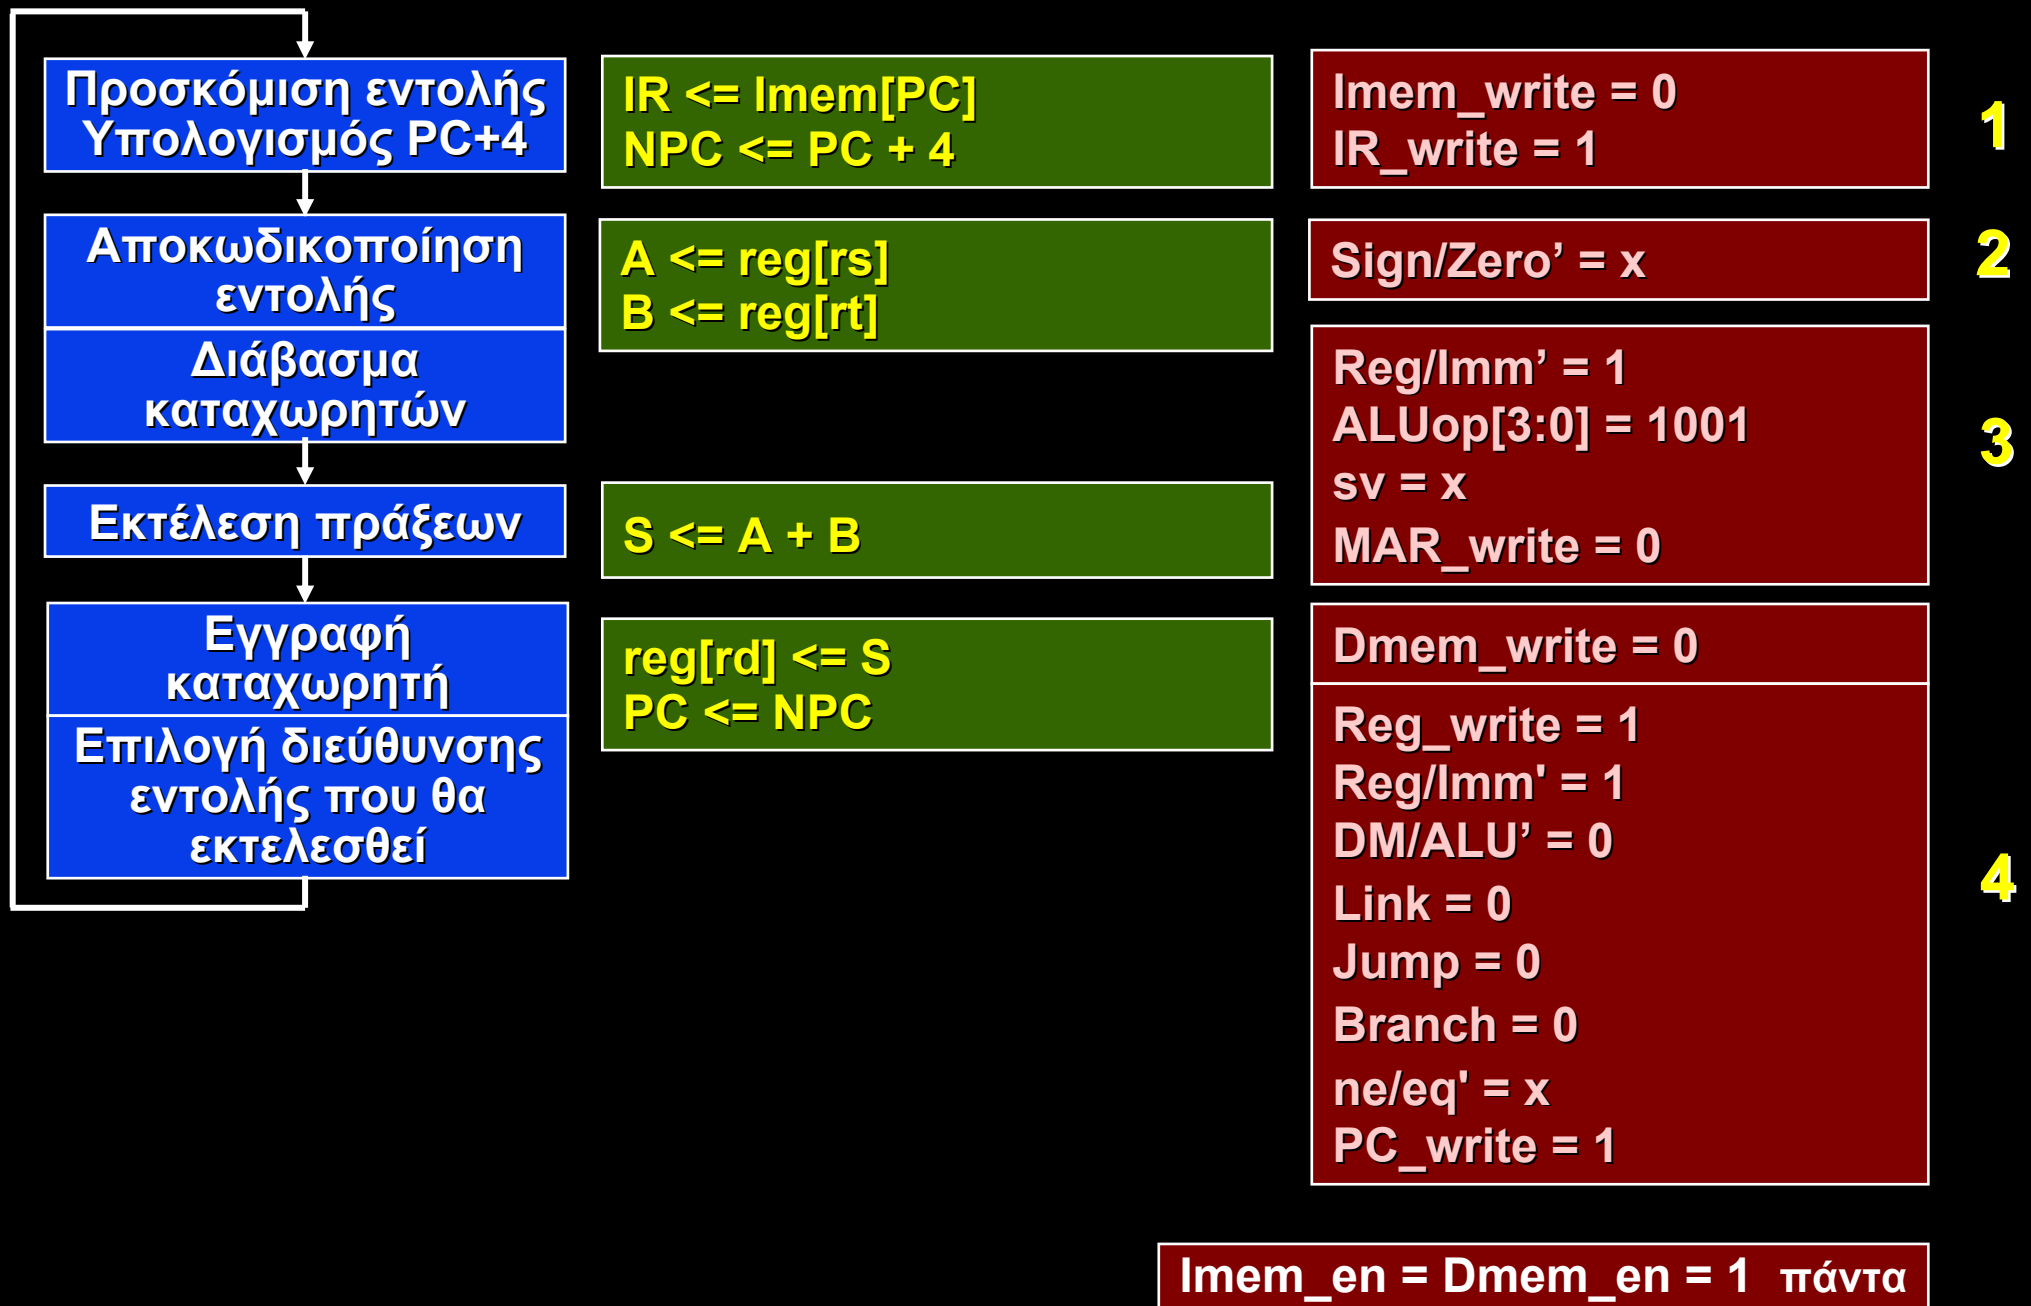 Προσκόμιση εντολής
Υπολογισμός PC+4
IR <= Imem[PC]
NPC <= PC + 4
Imem_write = 0
IR_write = 1
1
Αποκωδικοποίηση
εντολής
Διάβασμα
καταχωρητών
A <= reg[rs]
B <= reg[rt]
Sign/Zero’ = x
2
Εκτέλεση πράξεων
S <= A + B
Reg/Imm’ = 1
ALUop[3:0] = 1001
sv = x
MAR_write = 0
3
Εγγραφή
καταχωρητή
Επιλογή διεύθυνσης
εντολής που θα
εκτελεσθεί
reg[rd] <= S
PC <= NPC
Dmem_write = 0
Reg_write = 1
Reg/Imm' = 1
DM/ALU’ = 0
Link = 0
Jump = 0
Branch = 0
ne/eq' = x
PC_write = 1
4
Imem_en = Dmem_en = 1 πάντα